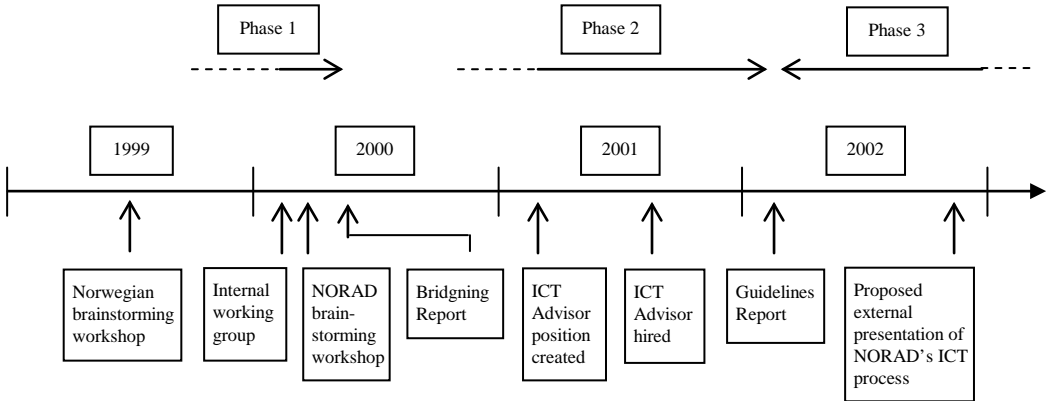 Phase 1
Phase 2
Phase 3
1999
2000
2001
2002
Norwegian
brainstorming
workshop
Internal
working
group
NORAD
brain-
storming
workshop
Bridgning
Report
ICT
Advisor
position
created
ICT
Advisor
hired
Guidelines
Report
Proposed
external
presentation of
NORAD's ICT
process